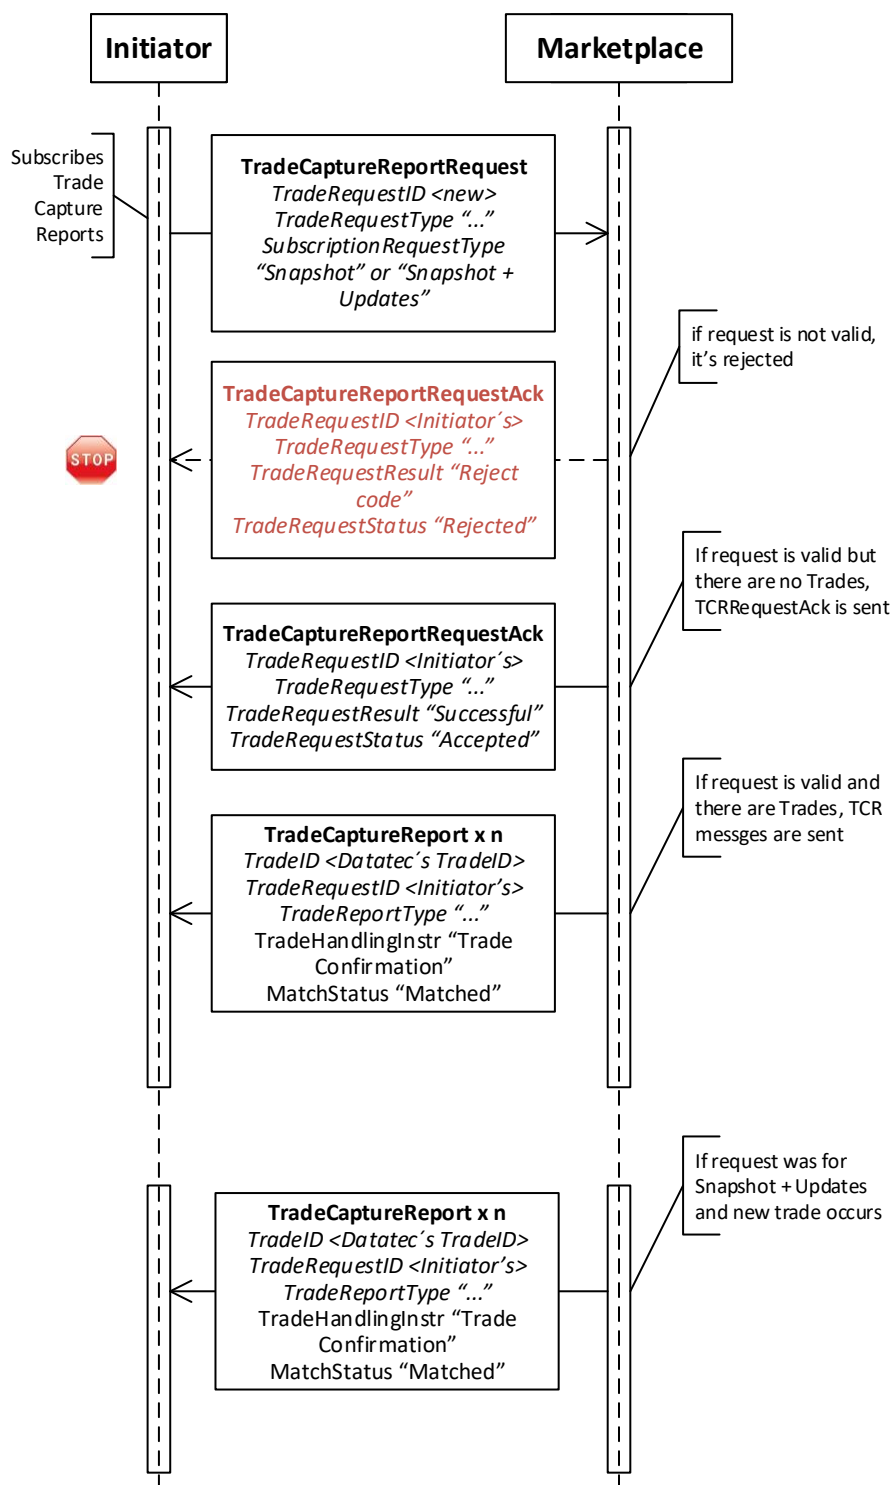 Initiator
Marketplace
Subscribes
Trade
Capture
Reports
TradeCaptureReportRequest
TradeRequestID <new>
TradeRequestType “...”
SubscriptionRequestType
“Snapshot” or “Snapshot +
Updates”
if request is not valid,
it’s rejected
TradeCaptureReportRequestAck
TradeRequestID <Initiator´s>
TradeRequestType “...”
TradeRequestResult “Reject
code”
TradeRequestStatus “Rejected”
STOP
If request is valid but
there are no Trades,
TCRRequestAck is sent
TradeCaptureReportRequestAck
TradeRequestID <Initiator´s>
TradeRequestType “...”
TradeRequestResult “Successful”
TradeRequestStatus “Accepted”
If request is valid and
there are Trades, TCR
messges are sent
TradeCaptureReport x n
TradeID <Datatec´s TradeID>
TradeRequestID <Initiator’s>
TradeReportType “...”
TradeHandlingInstr “Trade
Confirmation”
MatchStatus “Matched”
If request was for
Snapshot + Updates
and new trade occurs
TradeCaptureReport x n
TradeID <Datatec´s TradeID>
TradeRequestID <Initiator’s>
TradeReportType “...”
TradeHandlingInstr “Trade
Confirmation”
MatchStatus “Matched”